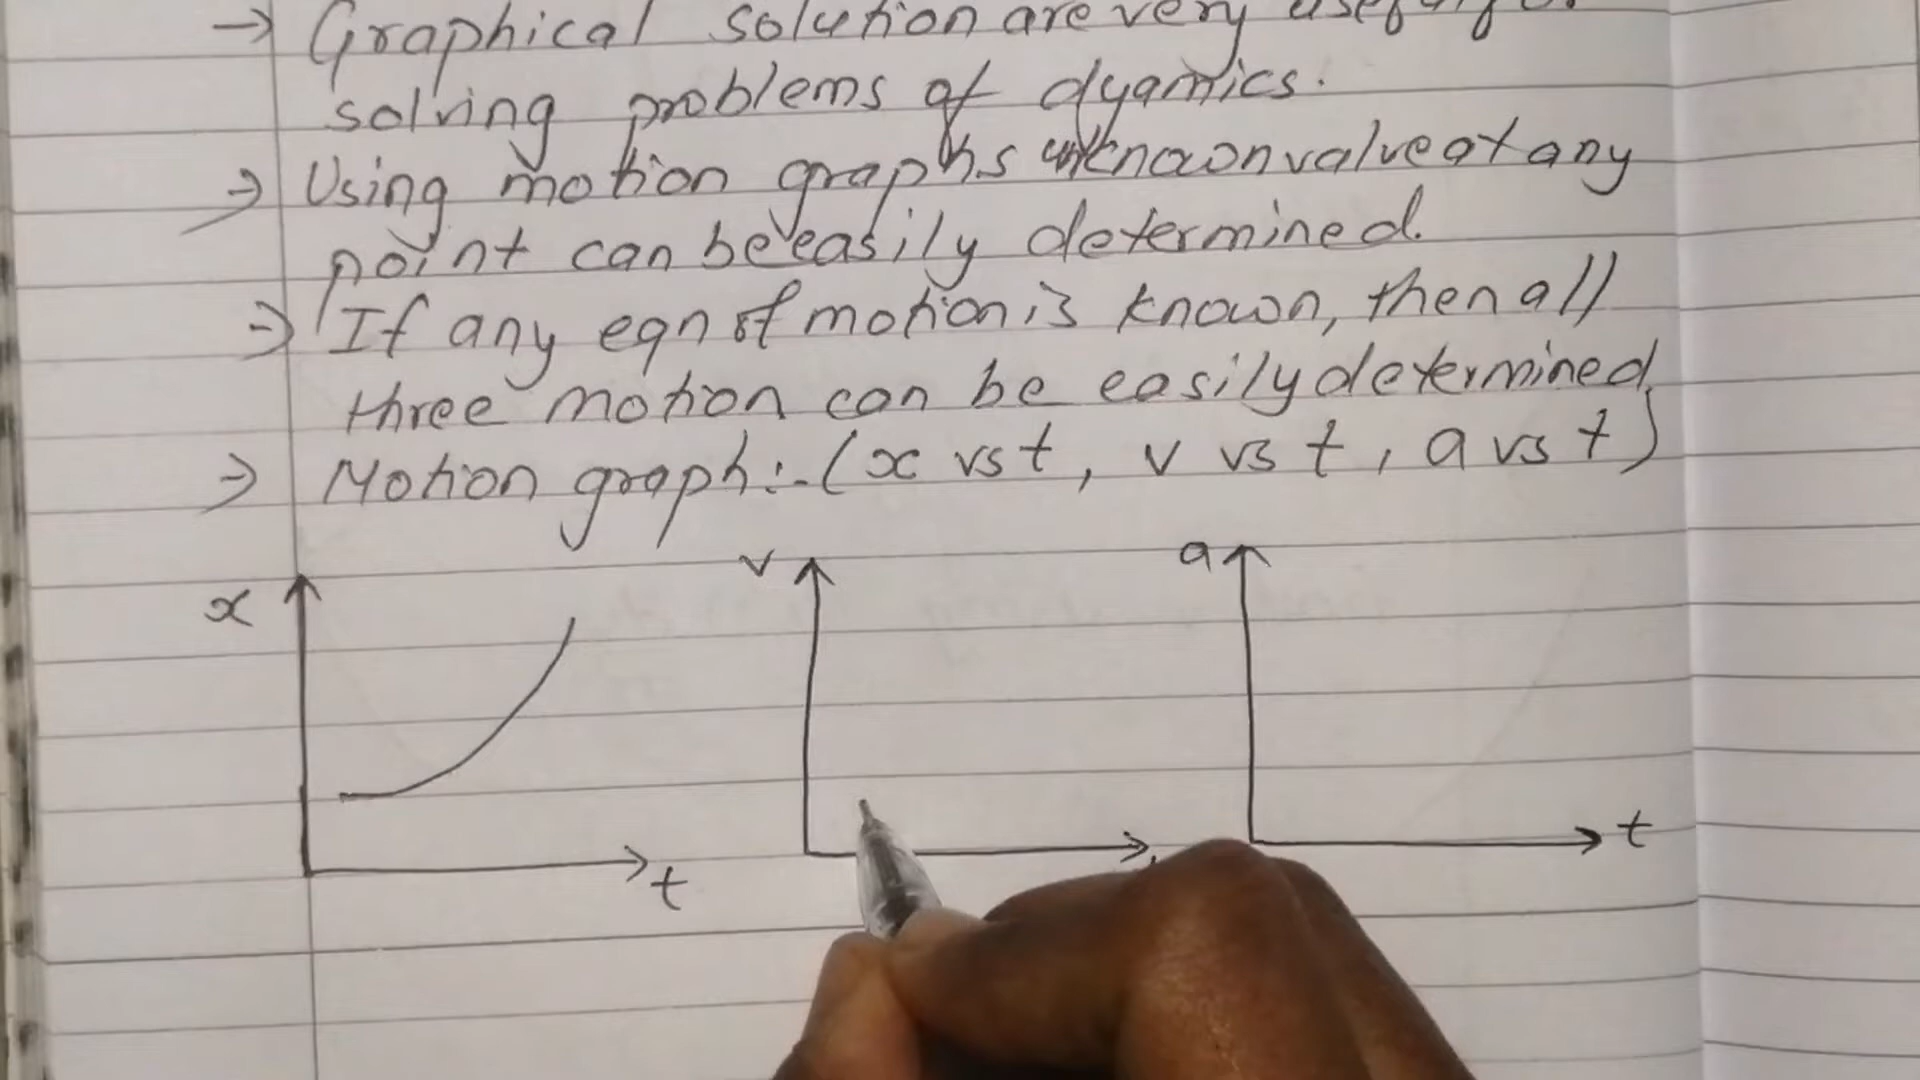 → Graphical solution are very useful for
solving problems of dyamics.
⇒ Using motion graphs unknown value at any
point can be easily determined.
⇒ If any eqn of motion is known, then all
three motion can be easily determined.
⇒ Motion graph:-(x vs t, v vs t, a vs t)
x v a
t t